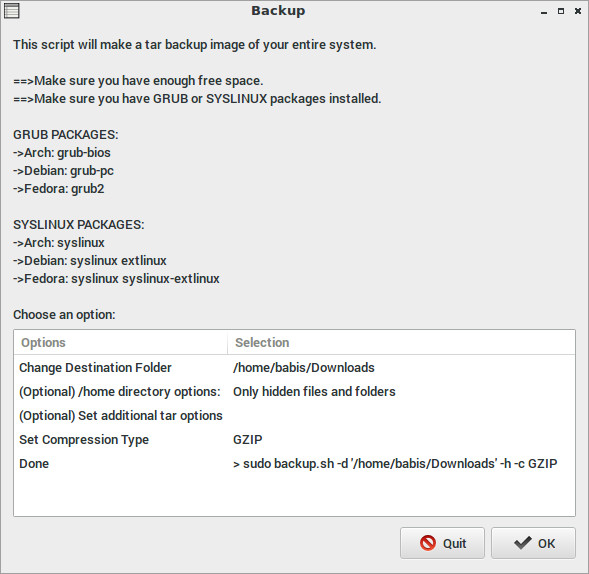 Backup
This script will make a tar backup image of your entire system.
==>Make sure you have enough free space.
==>Make sure you have GRUB or SYSLINUX packages installed.
GRUB PACKAGES:
->Arch: grub-bios
->Debian: grub-pc
->Fedora: grub2
SYSLINUX PACKAGES:
->Arch: syslinux
->Debian: syslinux extlinux
->Fedora: syslinux syslinux-extlinux
Choose an option:
Options Selection
Change Destination Folder /home/babis/Downloads
(Optional) /home directory options: Only hidden files and folders
(Optional) Set additional tar options
Set Compression Type GZIP
Done > sudo backup.sh -d '/home/babis/Downloads' -h -c GZIP
Quit OK